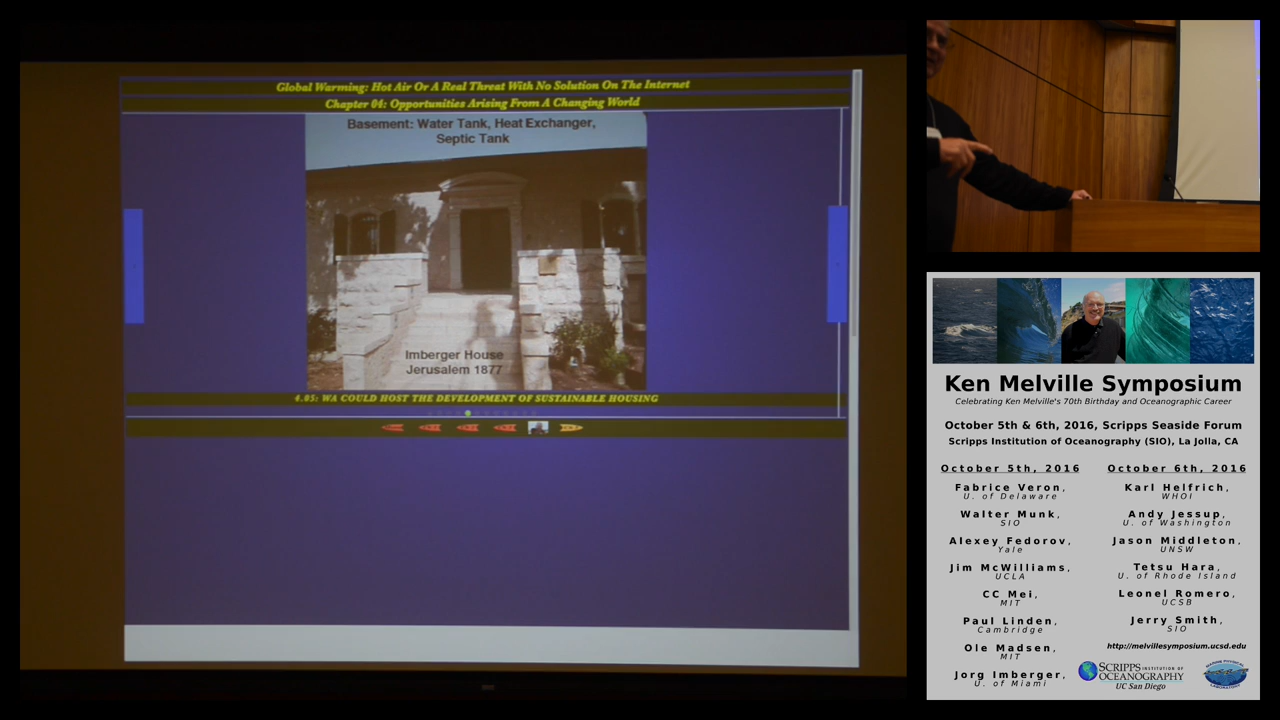 Global Warming: Hot Air Or A Real Threat With No Solution On The Internet
Chapter 04: Opportunities Arising From A Changing World
Basement: Water Tank, Heat Exchanger,
Septic Tank
Imberger House
Jerusalem 1877
4.05: WA COULD HOST THE DEVELOPMENT OF SUSTAINABLE HOUSING
Ken Melville Symposium
Celebrating Ken Melville's 70th Birthday and Oceanographic Career
October 5th & 6th, 2016, Scripps Seaside Forum
Scripps Institution of Oceanography (SIO), La Jolla, CA
October 5th, 2016
Fabrice Veron,
U. of Delaware
Walter Munk,
SIO
Alexey Fedorov,
Yale
Jim McWilliams,
UCLA
CC Mei,
MIT
Paul Linden,
Cambridge
Ole Madsen,
MIT
Jorg Imberger,
U. of Miami
October 6th, 2016
Karl Helfrich,
WHOI
Andy Jessup,
U. of Washington
Jason Middleton,
UNSW
Tetsu Hara,
U. of Rhode Island
Leonel Romero,
UCSB
Jerry Smith,
SIO
http://melvillesymposium.ucsd.edu
SCRIPPS INSTITUTION OF
OCEANOGRAPHY
UC San Diego
MARINE PHYSICAL
LABORATORY